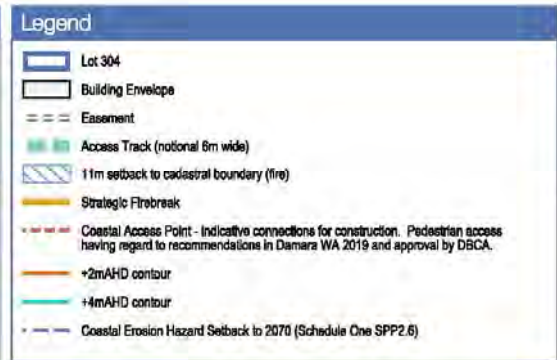 Legend
Lot 304
Building Envelope
Easement
Access Track (notional 6m wide)
11m setback to cadastral boundary (fire)
Strategic Firebreak
Coastal Access Point - indicative connections for construction. Pedestrian access
having regard to recommendations in Damara WA 2019 and approval by DBCA.
+2mAHD contour
+4mAHD contour
Coastal Erosion Hazard Setback to 2070 (Schedule One SPP2.6)